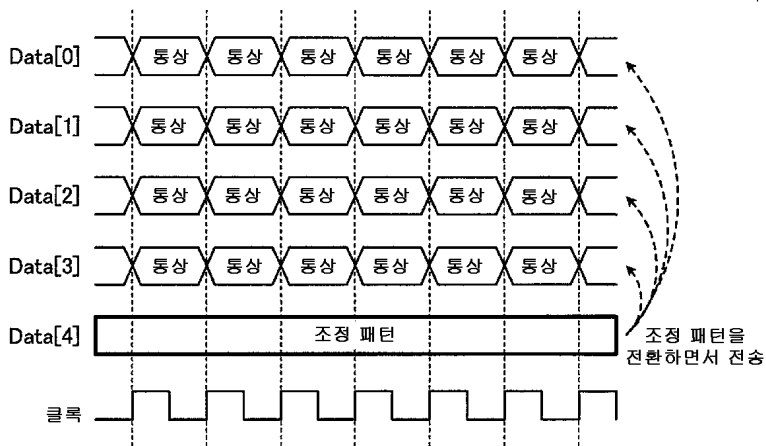 Data[0] 통상 통상 통상 통상 통상 통상
Data[1] 통상 통상 통상 통상 통상 통상
Data[2] 통상 통상 통상 통상 통상 통상
Data[3] 통상 통상 통상 통상 통상 통상
Data[4] 조정 패턴
조정 패턴을
전환하면서 전송
클록